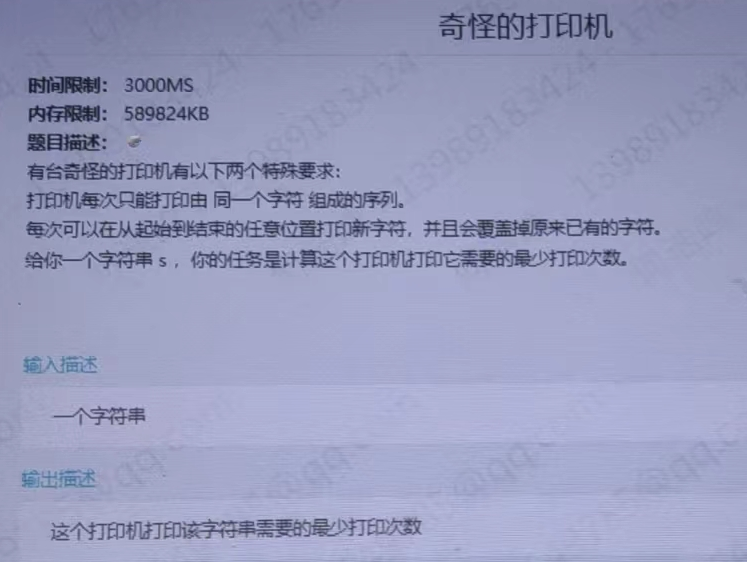 奇怪的打印机
时间限制： 3000MS
内存限制： 589824KB
题目描述：
有台奇怪的打印机有以下两个特殊要求：
打印机每次只能打印由 同一个字符 组成的序列。
每次可以在从起始到结束的任意位置打印新字符，并且会覆盖掉原来已有的字符。
给你一个字符串 s ，你的任务是计算这个打印机打印它需要的最少打印次数。
输入描述
一个字符串
输出描述
这个打印机打印该字符串需要的最少打印次数